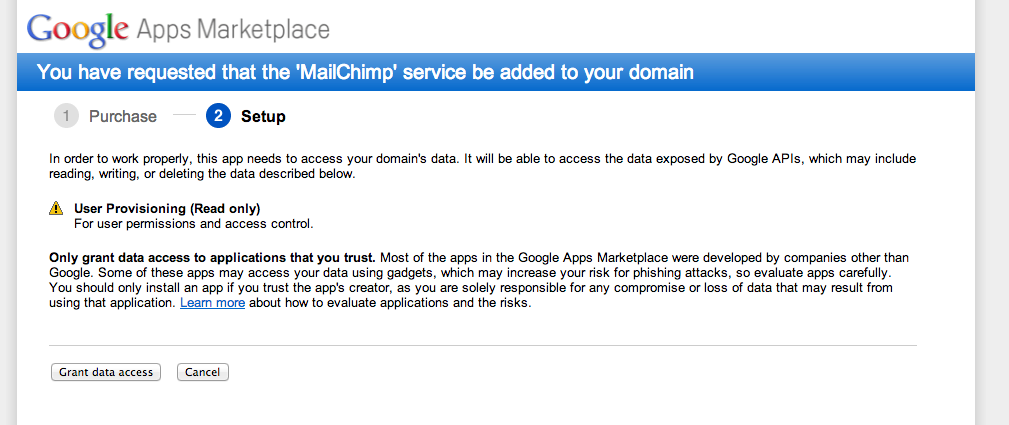 Google Apps Marketplace
You have requested that the 'MailChimp' service be added to your domain
1 Purchase 2 Setup
In order to work properly, this app needs to access your domain's data. It will be able to access the data exposed by Google APIs, which may include
reading, writing, or deleting the data described below.
User Provisioning (Read only)
For user permissions and access control.
Only grant data access to applications that you trust. Most of the apps in the Google Apps Marketplace were developed by companies other than
Google. Some of these apps may access your data using gadgets, which may increase your risk for phishing attacks, so evaluate apps carefully.
You should only install an app if you trust the app's creator, as you are solely responsible for any compromise or loss of data that may result from
using that application. Learn more about how to evaluate applications and the risks.
Grant data access Cancel